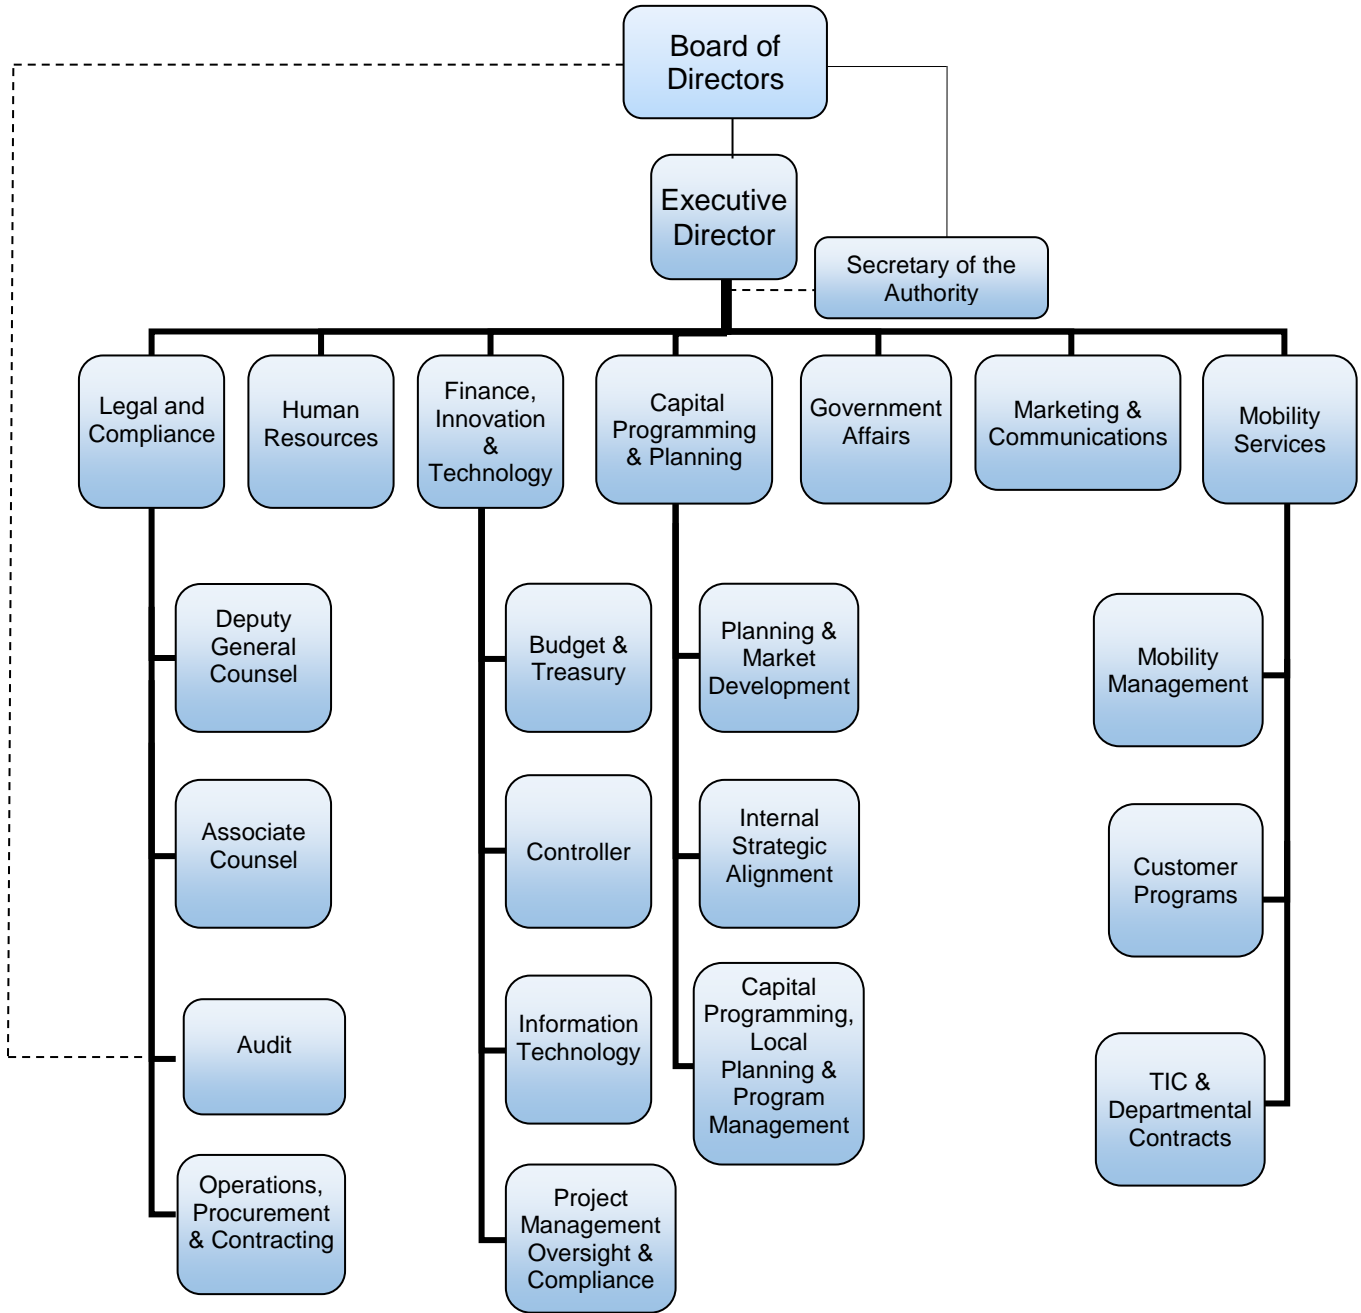 Board of
Directors
Executive
Director
Secretary of the
Authority
Legal and
Compliance
Human
Resources
Finance,
Innovation
&
Technology
Capital
Programming
& Planning
Government
Affairs
Marketing &
Communications
Mobility
Services
Deputy
General
Counsel
Budget &
Treasury
Planning &
Market
Development
Mobility
Management
Associate
Counsel
Controller
Internal
Strategic
Alignment
Customer
Programs
Audit
Information
Technology
Capital
Programming,
Local
Planning &
Program
Management
TIC &
Departmental
Contracts
Operations,
Procurement
& Contracting
Project
Management
Oversight &
Compliance